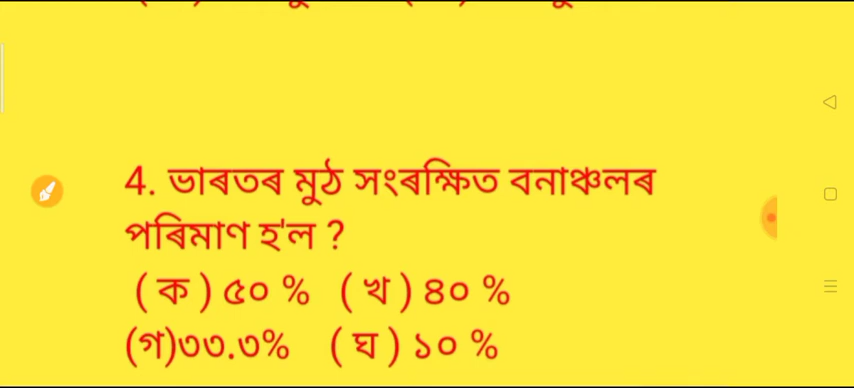 4. ভাৰতৰ মুঠ সংৰক্ষিত বনাঞ্চলৰ
পৰিমাণ হ'ল ?
( ক ) ৫০ % ( খ ) ৪০ %
(গ)৩৩.৩% ( ঘ ) ১০ %